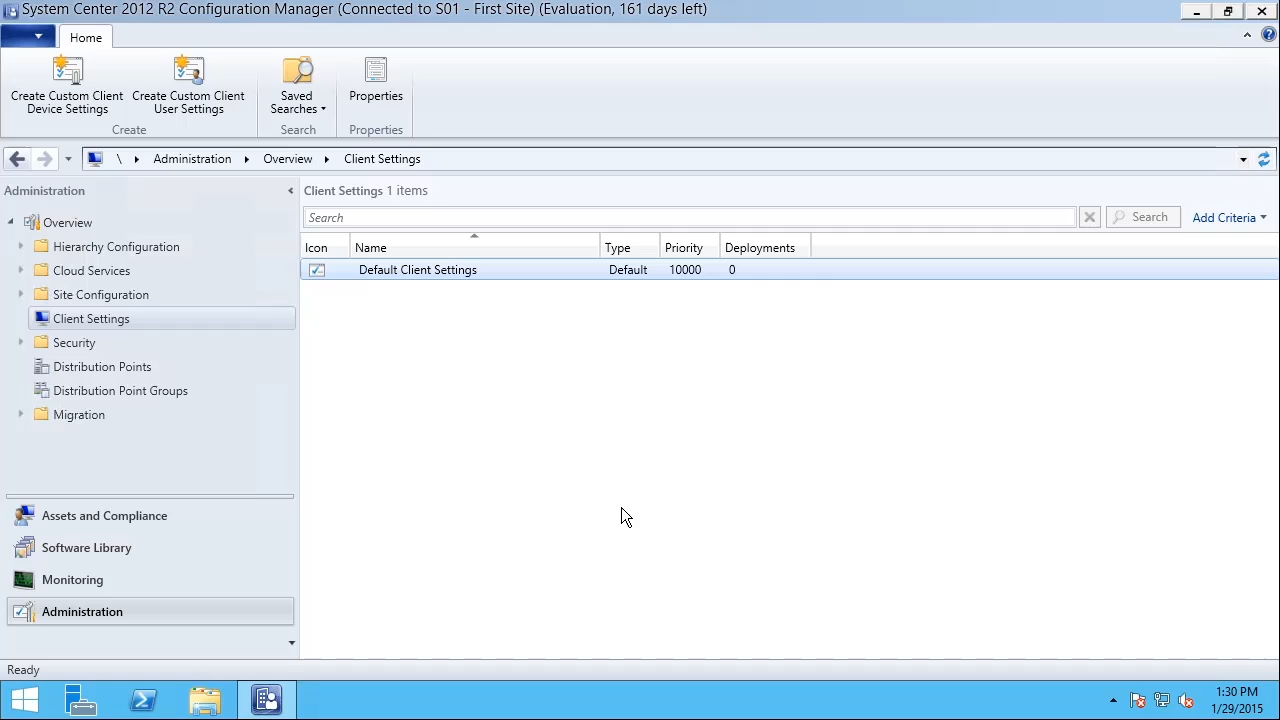 System Center 2012 R2 Configuration Manager (Connected to S01 - First Site) (Evaluation, 161 days left)
Home
Create Custom Client
Device Settings
Create Custom Client
User Settings
Saved
Searches
Properties
Create
Search
Properties
\ Administration Overview Client Settings
Administration
Client Settings 1 items
Search
Search
Add Criteria
Icon Name Type Priority Deployments
Default Client Settings Default 10000 0
Overview
Hierarchy Configuration
Cloud Services
Site Configuration
Client Settings
Security
Distribution Points
Distribution Point Groups
Migration
Assets and Compliance
Software Library
Monitoring
Administration
Ready
1:30 PM
1/29/2015